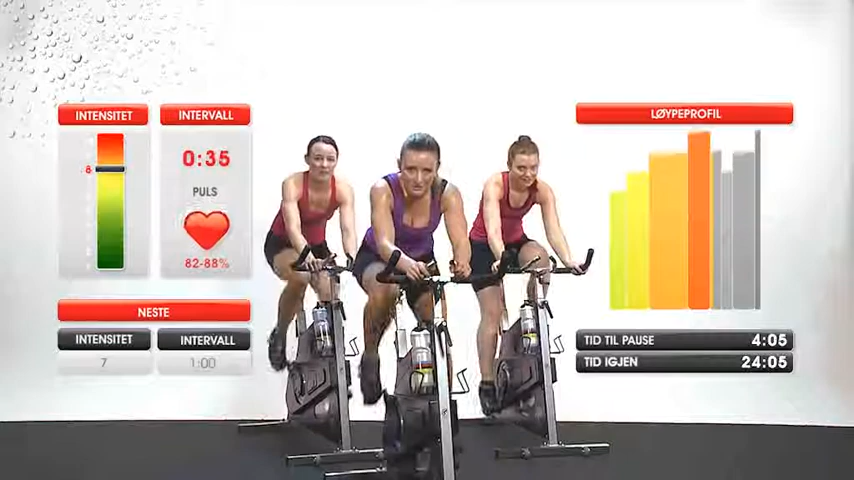 INTENSITET
INTERVALL
8
0:35
PULS
82-88%
NESTE
INTENSITET
INTERVALL
7
1:00
LØYPEPROFIL
TID TIL PAUSE
4:05
TID IGJEN
24:05